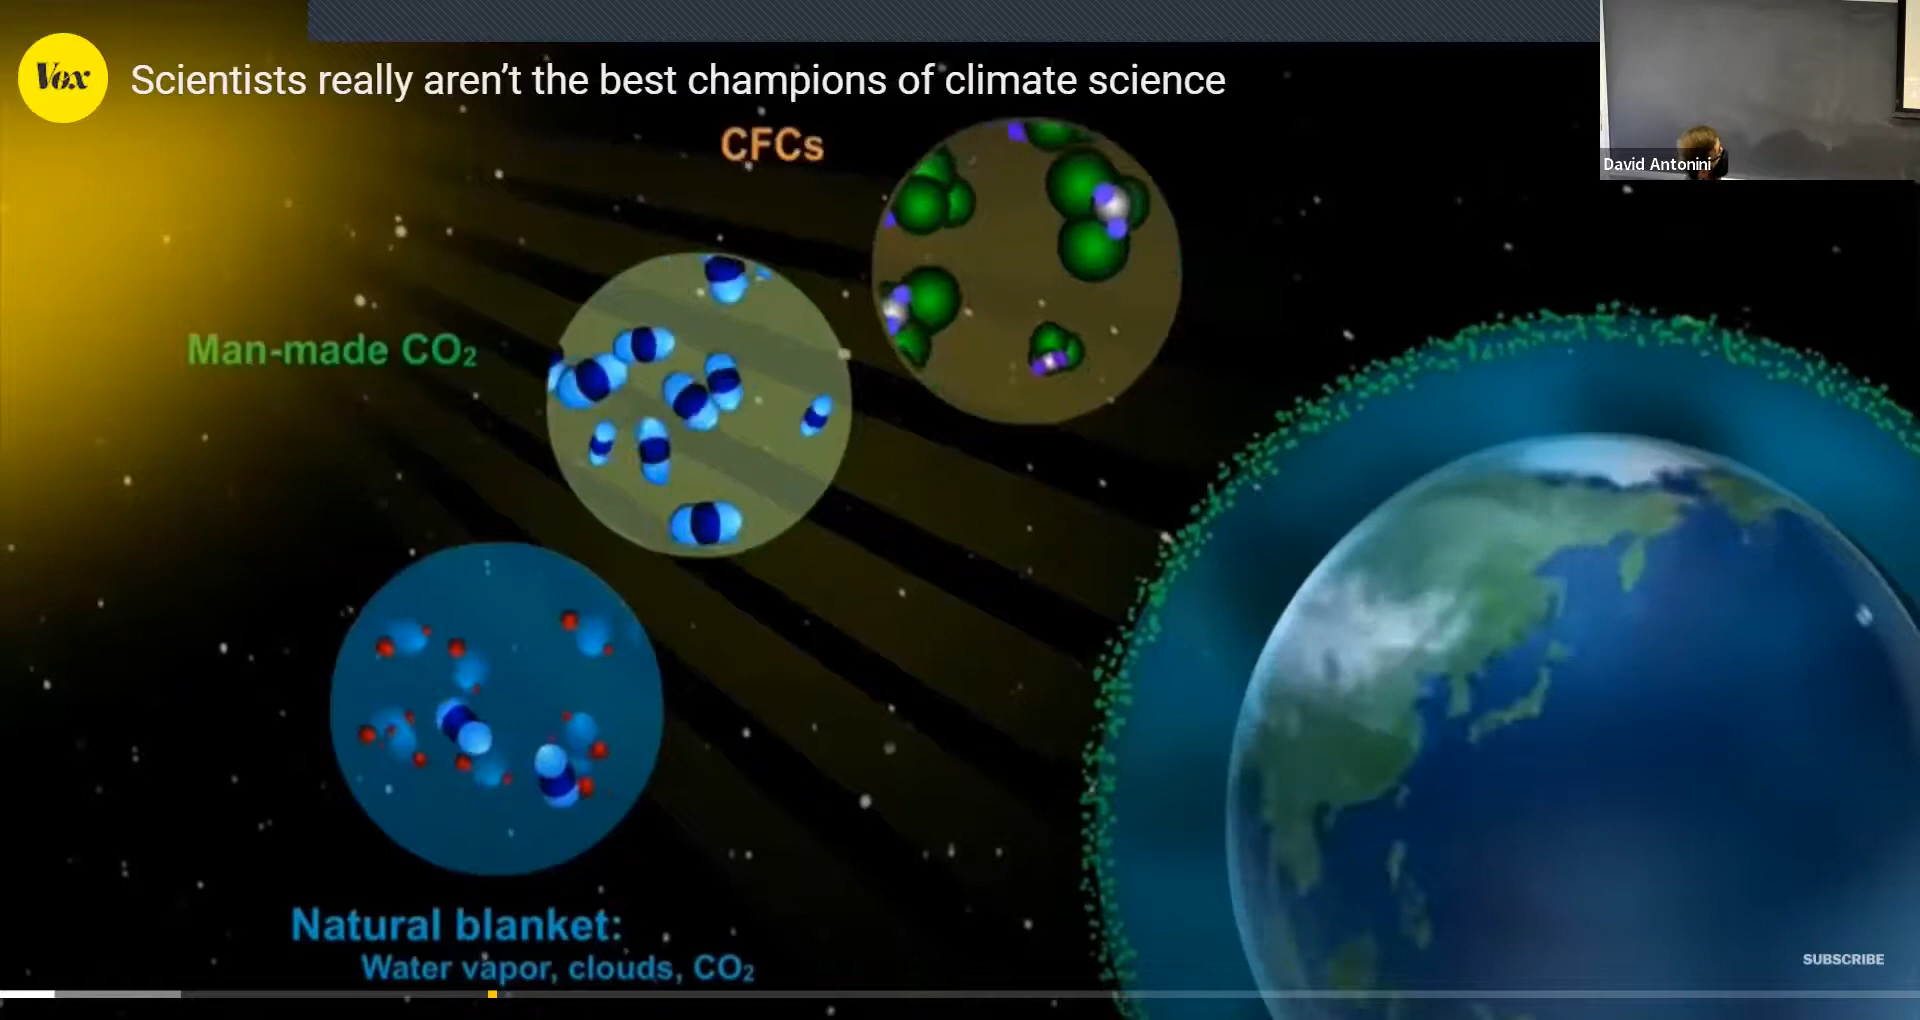 Vox
Scientists really aren’t the best champions of climate science
David Antonini
CFCs
Man-made CO₂
Natural blanket:
Water vapor, clouds, CO₂
SUBSCRIBE